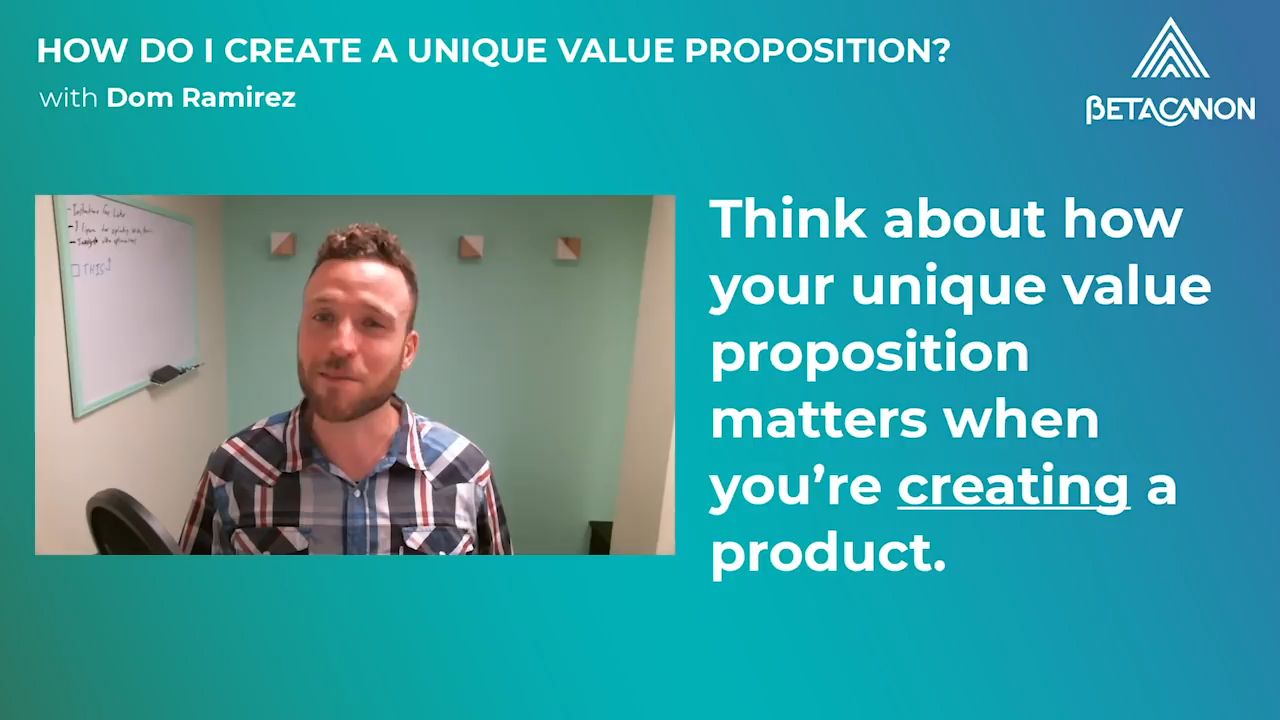 HOW DO I CREATE A UNIQUE VALUE PROPOSITION?
with Dom Ramirez
BETACANON
THIS!
Think about how
your unique value
proposition
matters when
you’re creating a
product.